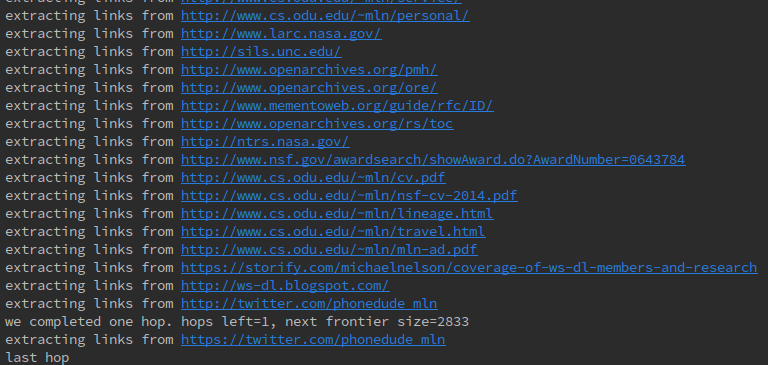 extracting links from http://www.cs.odu.edu/~mln/service/
extracting links from http://www.cs.odu.edu/~mln/personal/
extracting links from http://www.larc.nasa.gov/
extracting links from http://sils.unc.edu/
extracting links from http://www.openarchives.org/pmh/
extracting links from http://www.openarchives.org/ore/
extracting links from http://www.mementoweb.org/guide/rfc/ID/
extracting links from http://www.openarchives.org/rs/toc
extracting links from http://ntrs.nasa.gov/
extracting links from http://www.nsf.gov/awardsearch/showAward.do?AwardNumber=0643784
extracting links from http://www.cs.odu.edu/~mln/cv.pdf
extracting links from http://www.cs.odu.edu/~mln/nsf-cv-2014.pdf
extracting links from http://www.cs.odu.edu/~mln/lineage.html
extracting links from http://www.cs.odu.edu/~mln/travel.html
extracting links from http://www.cs.odu.edu/~mln/mln-ad.pdf
extracting links from https://storify.com/michaelnelson/coverage-of-ws-dl-members-and-research
extracting links from http://ws-dl.blogspot.com/
extracting links from http://twitter.com/phonedude_mln
we completed one hop. hops left=1, next frontier size=2833
extracting links from https://twitter.com/phonedude_mln
last hop